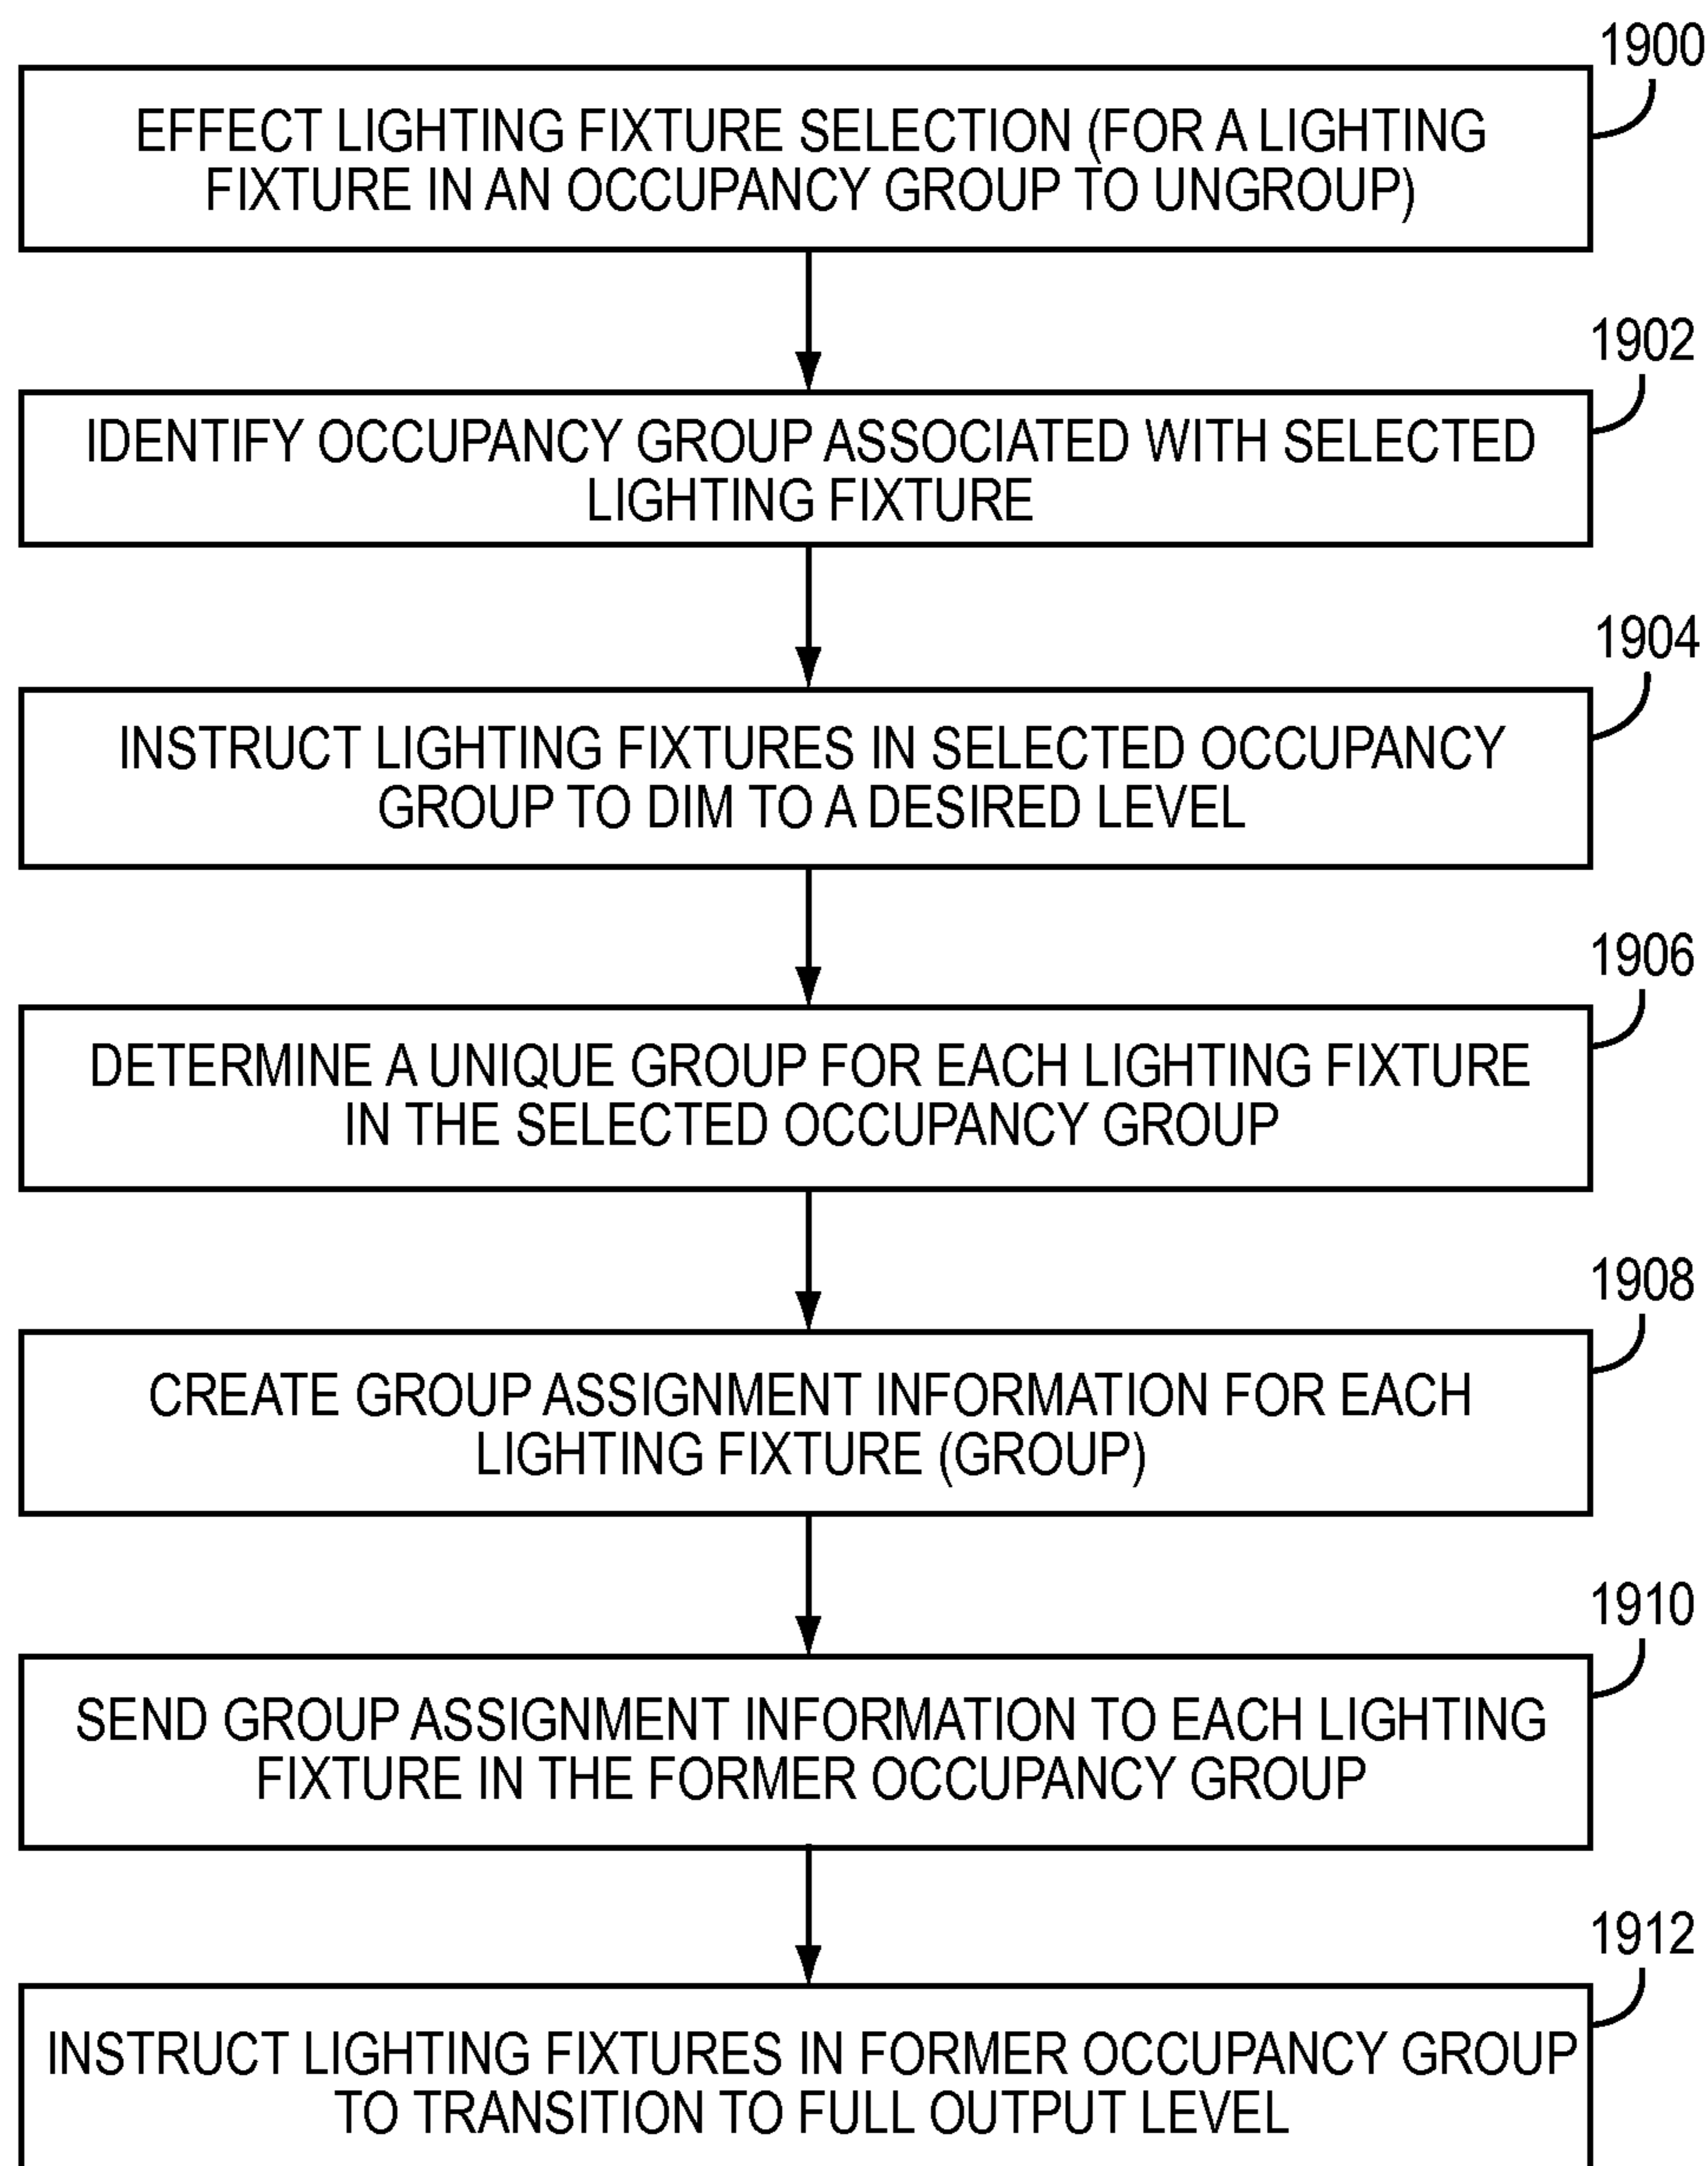 1900
EFFECT LIGHTING FIXTURE SELECTION (FOR A LIGHTING
FIXTURE IN AN OCCUPANCY GROUP TO UNGROUP)
1902
IDENTIFY OCCUPANCY GROUP ASSOCIATED WITH SELECTED
LIGHTING FIXTURE
1904
INSTRUCT LIGHTING FIXTURES IN SELECTED OCCUPANCY
GROUP TO DIM TO A DESIRED LEVEL
1906
DETERMINE A UNIQUE GROUP FOR EACH LIGHTING FIXTURE
IN THE SELECTED OCCUPANCY GROUP
1908
CREATE GROUP ASSIGNMENT INFORMATION FOR EACH
LIGHTING FIXTURE (GROUP)
1910
SEND GROUP ASSIGNMENT INFORMATION TO EACH LIGHTING
FIXTURE IN THE FORMER OCCUPANCY GROUP
1912
INSTRUCT LIGHTING FIXTURES IN FORMER OCCUPANCY GROUP
TO TRANSITION TO FULL OUTPUT LEVEL